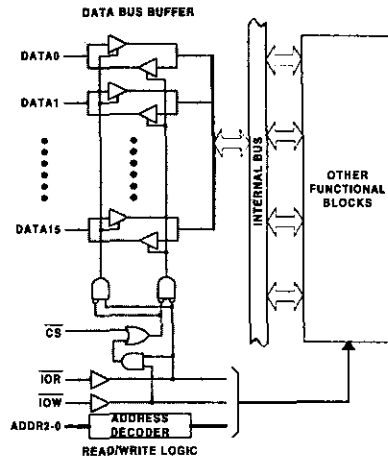 DATA BUS BUFFER
DATA0
DATA1
DATA15
INTERNAL BUS
OTHER
FUNCTIONAL
BLOCKS
CS
IOR
IOW
ADDR2-0
ADDRESS
DECODER
READ/WRITE LOGIC